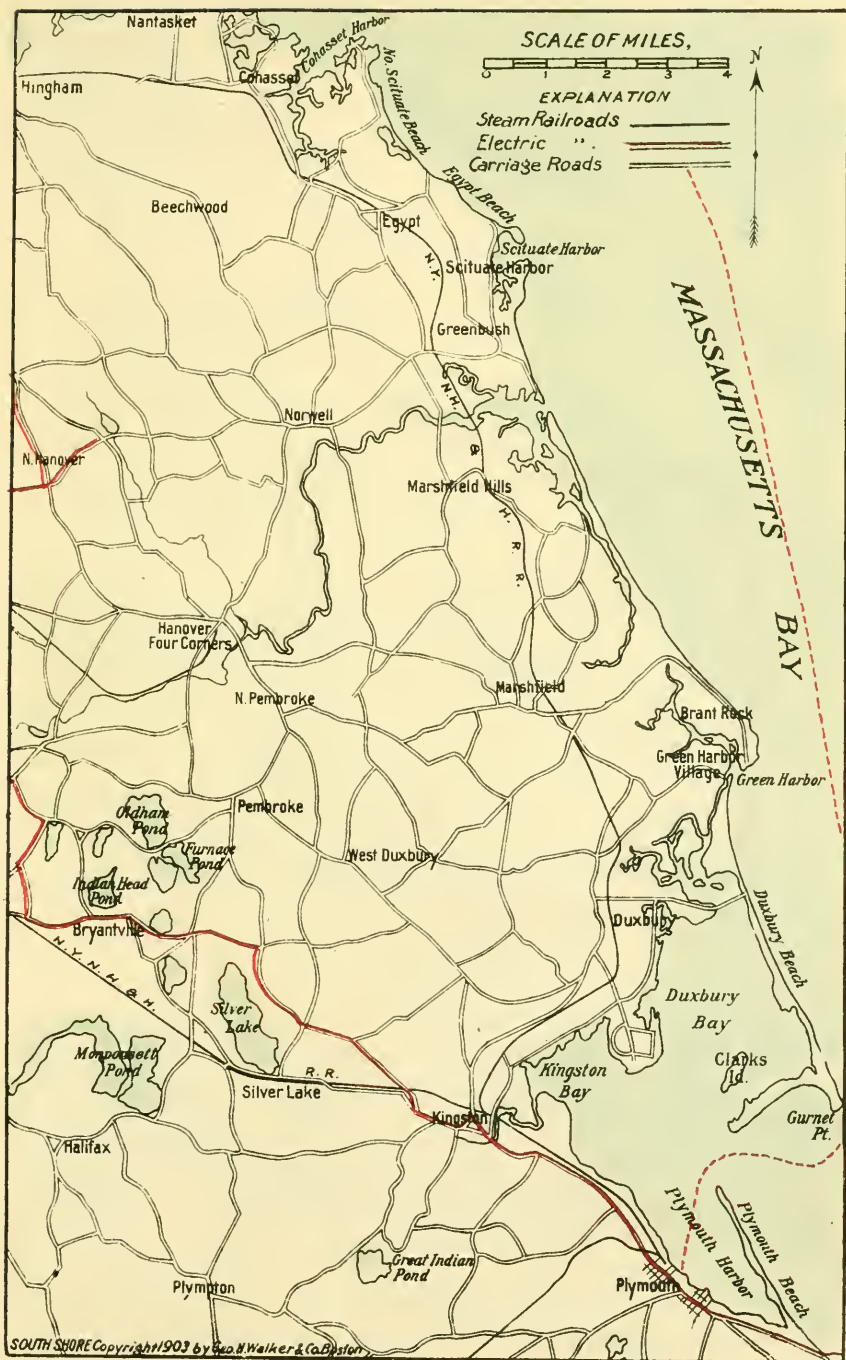 Nantasket
Cohasset Harbor
SCALE OF MILES,
0 1 2 3 4
N
Hingham
Cohasset
No. Scituate Beach
EXPLANATION
Steam Railroads
Electric " .
Carriage Roads
Beechwood
Egypt Beach
Egypt
Scituate Harbor
Scituate Harbor
N.Y.
Greenbush
MASSACHUSETTS
BAY
N.H.
Norwell
&
N. Hanover
Marshfield Hills
H.
R.
R.
Hanover
Four Corners
N. Pembroke
Marshfield
Brant Rock
Green Harbor
Village
Green Harbor
Oldham
Pond
Pembroke
Furnace
Pond
West Duxbury
Indian Head
Pond
Duxbury Beach
Bryantville
Duxbury
N.Y. N. H & H.
R. R.
Silver
Lake
Duxbury
Bay
Monponsett
Pond
Clarks
Id.
Kingston
Bay
Silver Lake
Kingston
Gurnet
Pt.
Halifax
Plymouth Harbor
Plymouth Beach
Great Indian
Pond
Plympton
Plymouth
SOUTH SHORE Copyright 1903 by Geo. H. Walker & Co. Boston